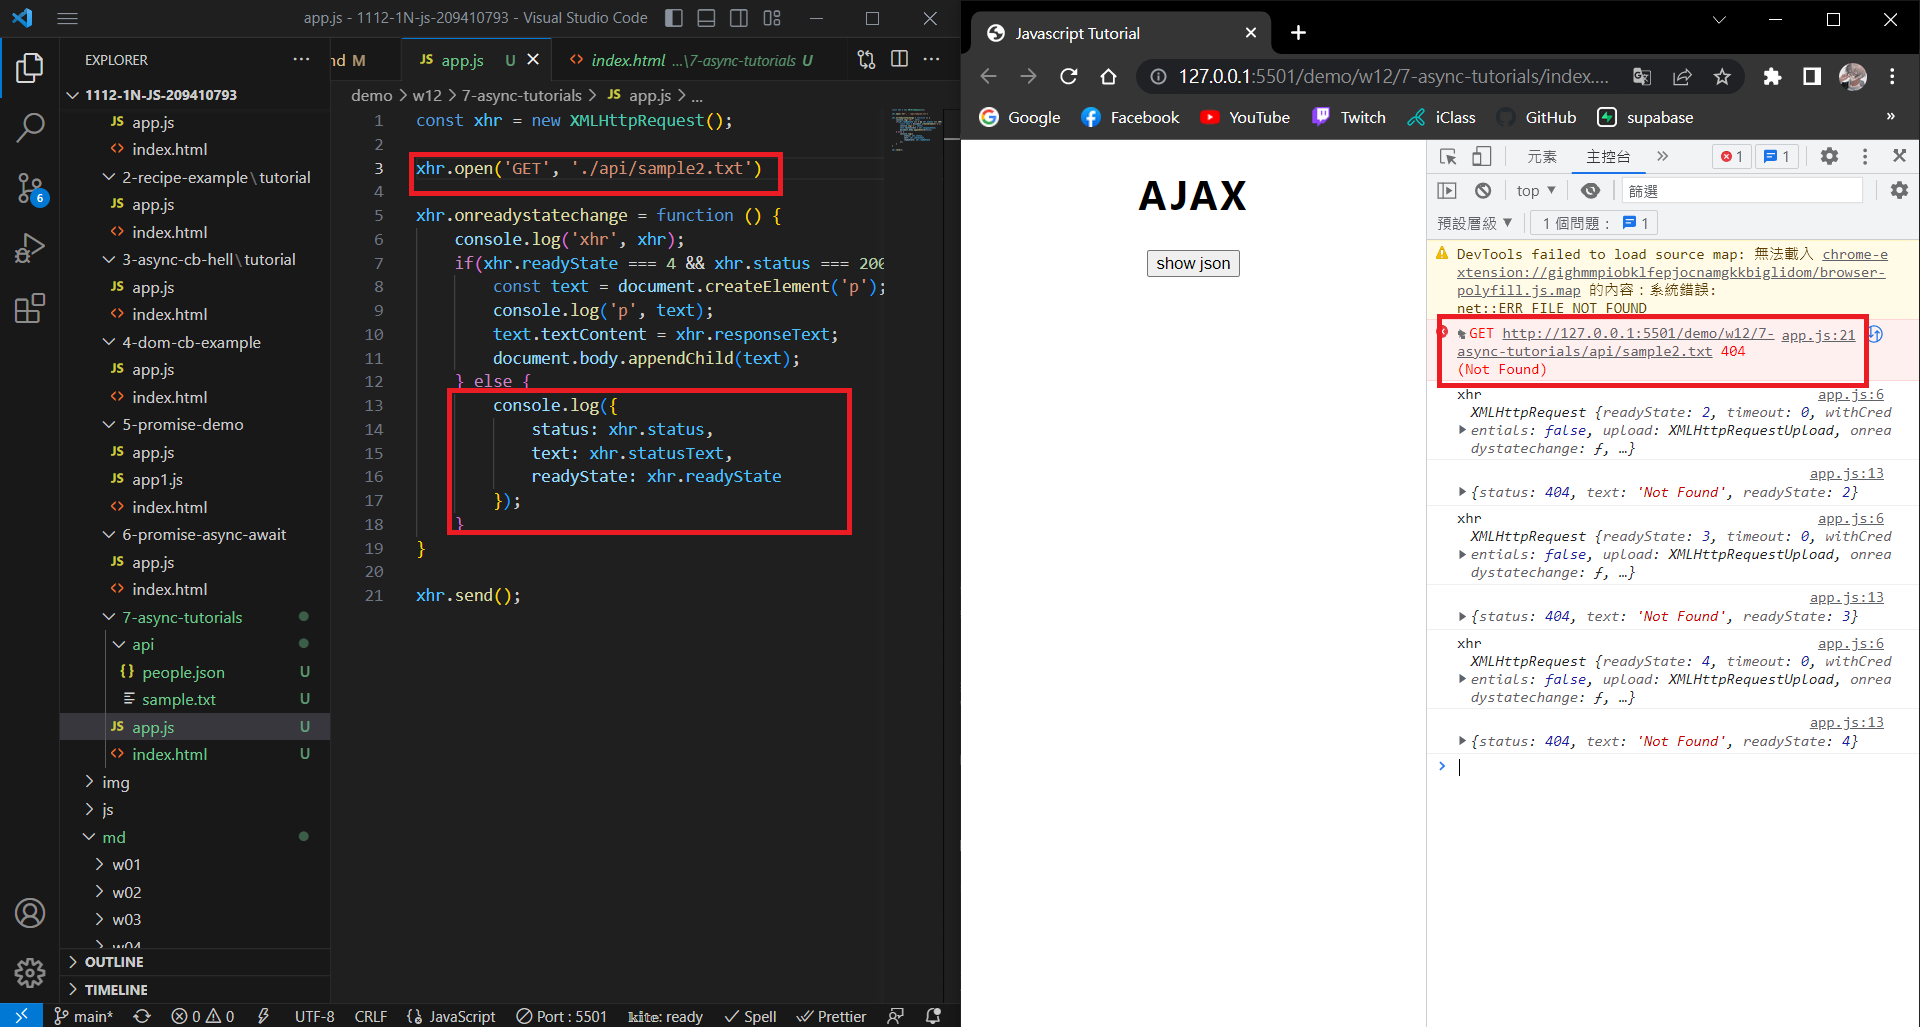 app.js - 1112-1N-js-209410793 - Visual Studio Code
EXPLORER
1112-1N-JS-209410793
JS app.js
<> index.html
2-recipe-example\tutorial
JS app.js
<> index.html
3-async-cb-hell\tutorial
JS app.js
<> index.html
4-dom-cb-example
JS app.js
<> index.html
5-promise-demo
JS app.js
JS app1.js
<> index.html
6-promise-async-await
JS app.js
<> index.html
7-async-tutorials
api
{} people.json U
sample.txt U
JS app.js U
<> index.html U
img
js
md
w01
w02
w03
w04
OUTLINE
TIMELINE
6
nd M
JS app.js U
<> index.html ...\7-async-tutorials U
demo > w12 > 7-async-tutorials > JS app.js > ...
1 const xhr = new XMLHttpRequest();
2
3 xhr.open('GET', './api/sample2.txt')
4
5 xhr.onreadystatechange = function () {
6 console.log('xhr', xhr);
7 if(xhr.readyState === 4 && xhr.status === 200
8 const text = document.createElement('p');
9 console.log('p', text);
10 text.textContent = xhr.responseText;
11 document.body.appendChild(text);
12 } else {
13 console.log({
14 status: xhr.status,
15 text: xhr.statusText,
16 readyState: xhr.readyState
17 });
18 }
19 }
20
21 xhr.send();
main* 0 0 UTF-8 CRLF {} JavaScript Port : 5501 kite: ready Spell Prettier
Javascript Tutorial
127.0.0.1:5501/demo/w12/7-async-tutorials/index....
Google Facebook YouTube Twitch iClass GitHub supabase »
AJAX
show json
元素 主控台 » 1 1
top 篩選
預設層級 1 個問題： 1
DevTools failed to load source map: 無法載入 chrome-e
xtension://gighmmpiobklfepjocnamgkkbiglidom/browser-
polyfill.js.map 的內容：系統錯誤:
net::ERR_FILE_NOT_FOUND
GET http://127.0.0.1:5501/demo/w12/7- app.js:21
async-tutorials/api/sample2.txt 404
(Not Found)
xhr app.js:6
XMLHttpRequest {readyState: 2, timeout: 0, withCred
entials: false, upload: XMLHttpRequestUpload, onrea
dystatechange: ƒ, …}
app.js:13
{status: 404, text: 'Not Found', readyState: 2}
xhr app.js:6
XMLHttpRequest {readyState: 3, timeout: 0, withCred
entials: false, upload: XMLHttpRequestUpload, onrea
dystatechange: ƒ, …}
app.js:13
{status: 404, text: 'Not Found', readyState: 3}
xhr app.js:6
XMLHttpRequest {readyState: 4, timeout: 0, withCred
entials: false, upload: XMLHttpRequestUpload, onrea
dystatechange: ƒ, …}
app.js:13
{status: 404, text: 'Not Found', readyState: 4}